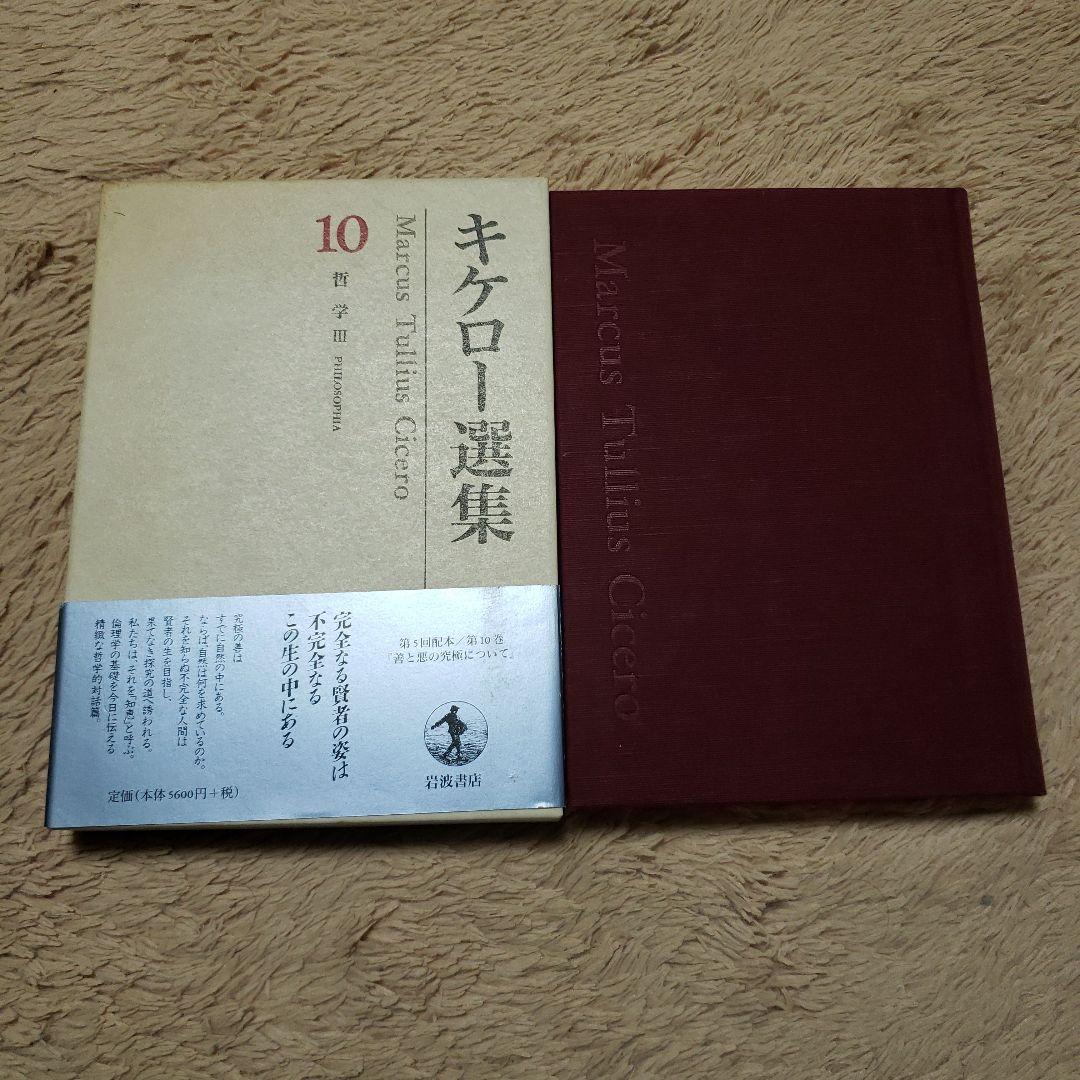 キケロー選集
Marcus Tullius Cicero
10
哲学 III PHILOSOPHIA
第5回配本/第10巻
『善と悪の究極について』
岩波書店
完全なる賢者の姿は
不完全なる
この生の中にある
究極の善は
すでに自然の中にある。
ならば、自然は何を求めているのか。
それを知らぬ不完全な人間は
賢者の生を目指し、
果てなき探究の道へ誘われる。
私たちは、それを「知恵」と呼ぶ。
倫理学の基礎を今日に伝える
精緻な哲学的対話篇。
定価(本体5600円+税)
Marcus Tullius Cicero